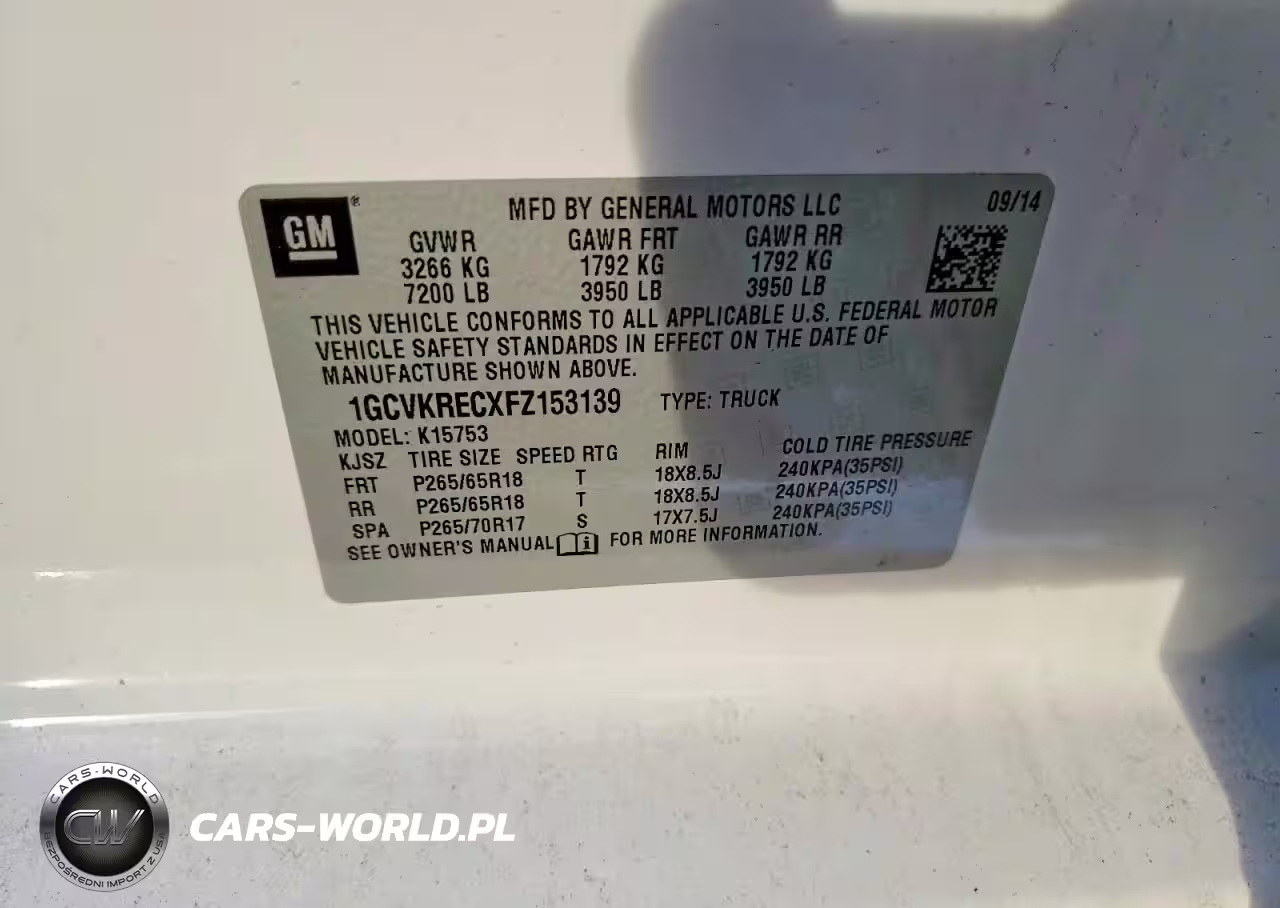 GM®
MFD BY GENERAL MOTORS LLC 09/14
GVWR GAWR FRT GAWR RR
3266 KG 1792 KG 1792 KG
7200 LB 3950 LB 3950 LB
THIS VEHICLE CONFORMS TO ALL APPLICABLE U.S. FEDERAL MOTOR
VEHICLE SAFETY STANDARDS IN EFFECT ON THE DATE OF
MANUFACTURE SHOWN ABOVE.
1GCVKRECXFZ153139 TYPE: TRUCK
MODEL: K15753
KJSZ TIRE SIZE SPEED RTG RIM COLD TIRE PRESSURE
FRT P265/65R18 T 18X8.5J 240KPA(35PSI)
RR P265/65R18 T 18X8.5J 240KPA(35PSI)
SPA P265/70R17 S 17X7.5J 240KPA(35PSI)
SEE OWNER'S MANUAL i FOR MORE INFORMATION.
CARS-WORLD
CW
BEZPOŚREDNI IMPORT Z USA
CARS-WORLD.PL